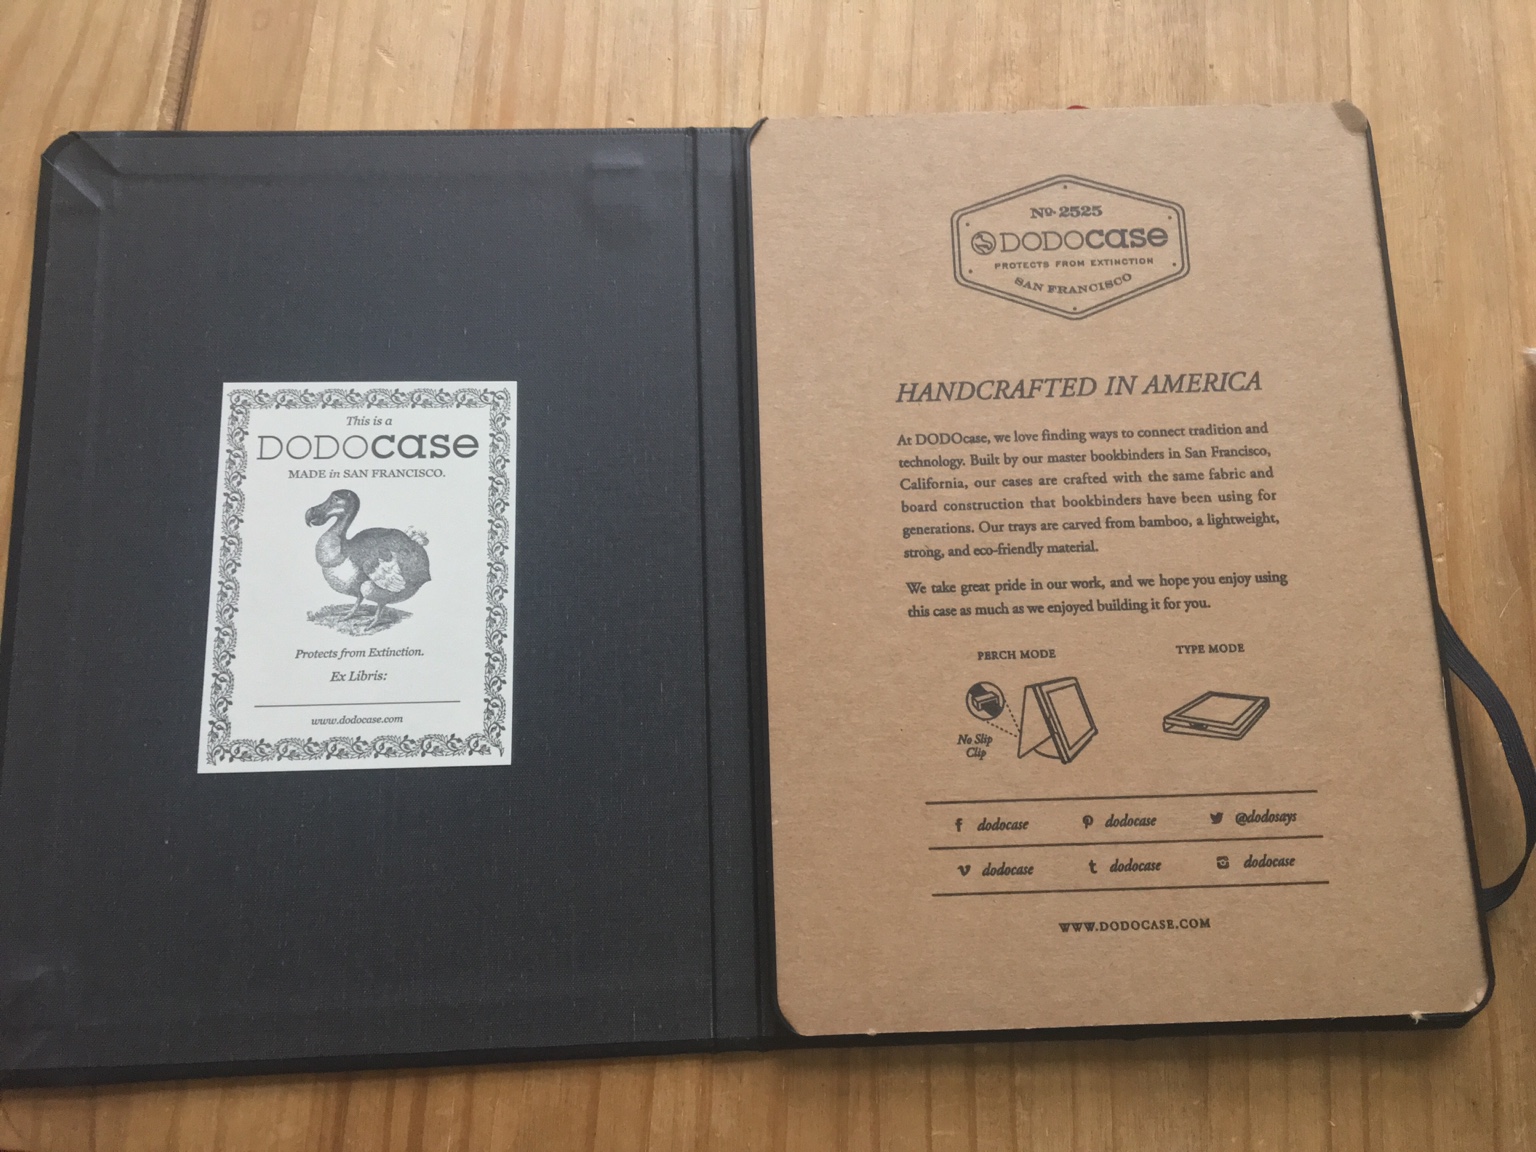 This is a
DODOcase
MADE in SAN FRANCISCO.
Protects from Extinction.
Ex Libris:
www.dodocase.com
No. 2525
DODOcase
PROTECTS FROM EXTINCTION
SAN FRANCISCO
HANDCRAFTED IN AMERICA
At DODOcase, we love finding ways to connect tradition and
technology. Built by our master bookbinders in San Francisco,
California, our cases are crafted with the same fabric and
board construction that bookbinders have been using for
generations. Our trays are carved from bamboo, a lightweight,
strong, and eco-friendly material.
We take great pride in our work, and we hope you enjoy using
this case as much as we enjoyed building it for you.
PERCH MODE
TYPE MODE
No Slip
Clip
dodocase dodocase @dodosays
dodocase dodocase dodocase
WWW.DODOCASE.COM